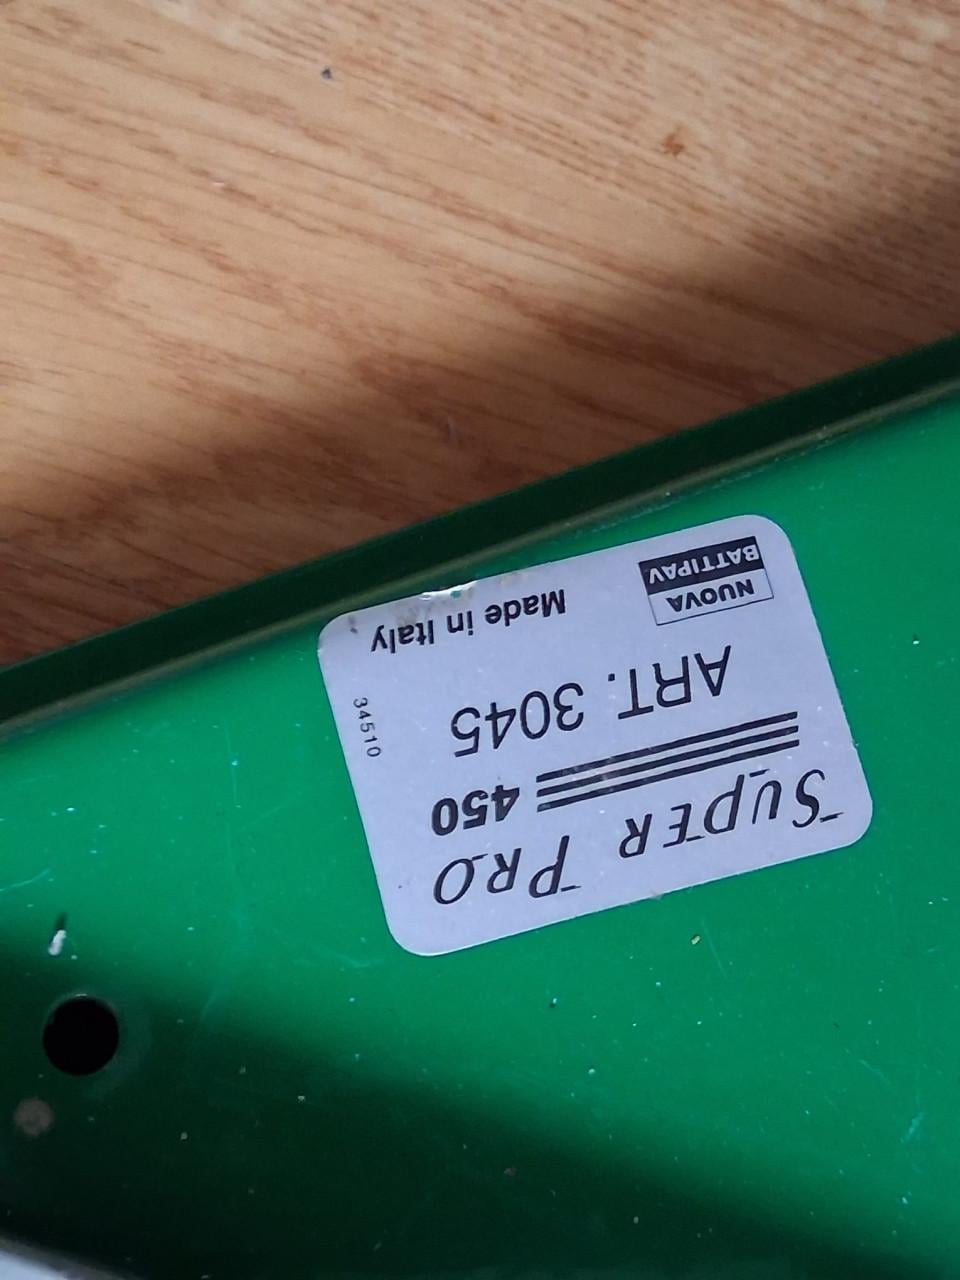 SUPER PRO
450
ART. 3045
NUOVA
BATTIPAV
Made in Italy
34510